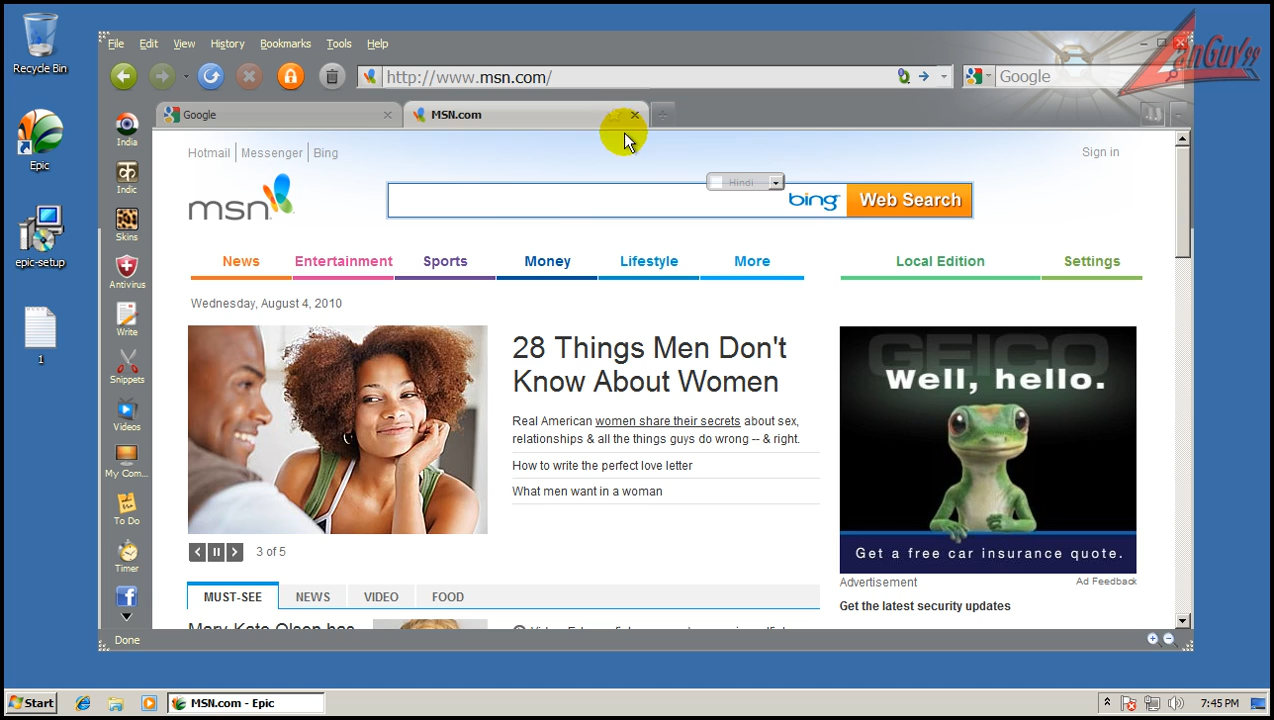 Recycle Bin
Epic
epic-setup
1
File Edit View History Bookmarks Tools Help
http://www.msn.com/
Google
Google
MSN.com
India
Indic
Skins
Antivirus
Write
Snippets
Videos
My Com...
To Do
Timer
Hotmail Messenger Bing
Sign in
msn
Hindi
bing
Web Search
News Entertainment Sports Money Lifestyle More Local Edition Settings
Wednesday, August 4, 2010
28 Things Men Don't
Know About Women
Real American women share their secrets about sex,
relationships & all the things guys do wrong -- & right.
How to write the perfect love letter
What men want in a woman
3 of 5
GEICO
Well, hello.
Get a free car insurance quote.
Advertisement
Ad Feedback
Get the latest security updates
MUST-SEE NEWS VIDEO FOOD
Mary-Kate Olsen has
Done
Start
MSN.com - Epic
7:45 PM